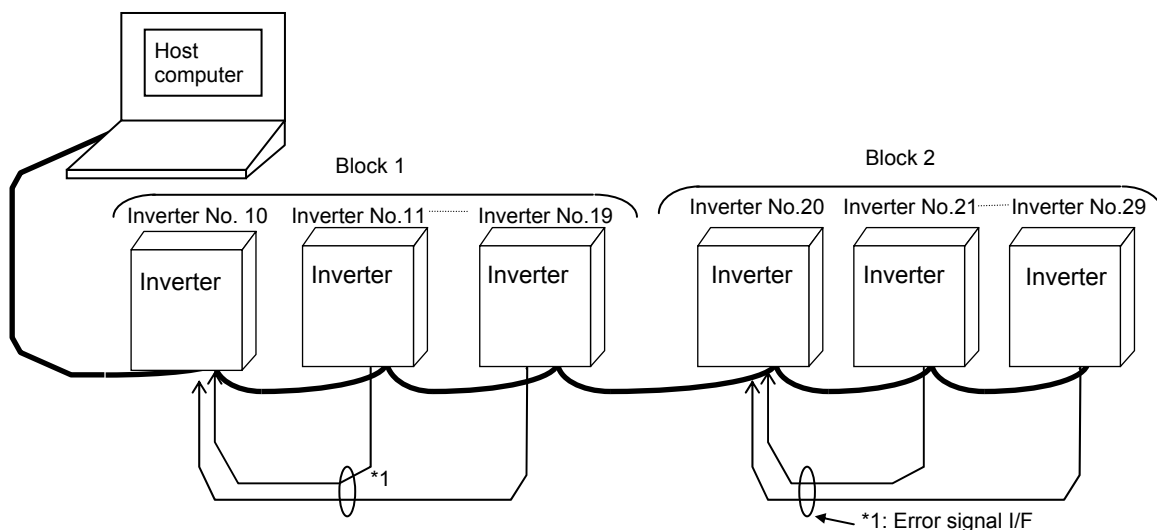 Host
computer
Block 1
Block 2
Inverter No. 10
Inverter No.11
Inverter No.19
Inverter No.20
Inverter No.21
Inverter No.29
Inverter
Inverter
Inverter
Inverter
Inverter
Inverter
*1
*1: Error signal I/F